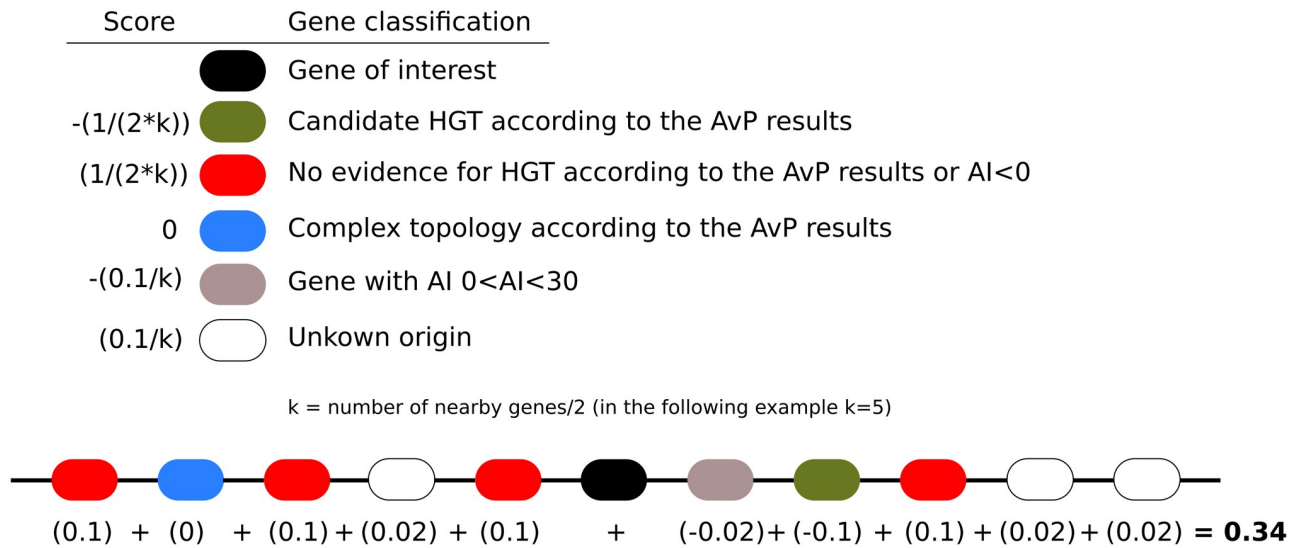 Score Gene classification
Gene of interest
-(1/(2*k)) Candidate HGT according to the AvP results
(1/(2*k)) No evidence for HGT according to the AvP results or AI<0
0 Complex topology according to the AvP results
-(0.1/k) Gene with AI 0<AI<30
(0.1/k) Unkown origin
k = number of nearby genes/2 (in the following example k=5)
(0.1) + (0) + (0.1) + (0.02) + (0.1) + (-0.02) + (-0.1) + (0.1) + (0.02) + (0.02) = 0.34